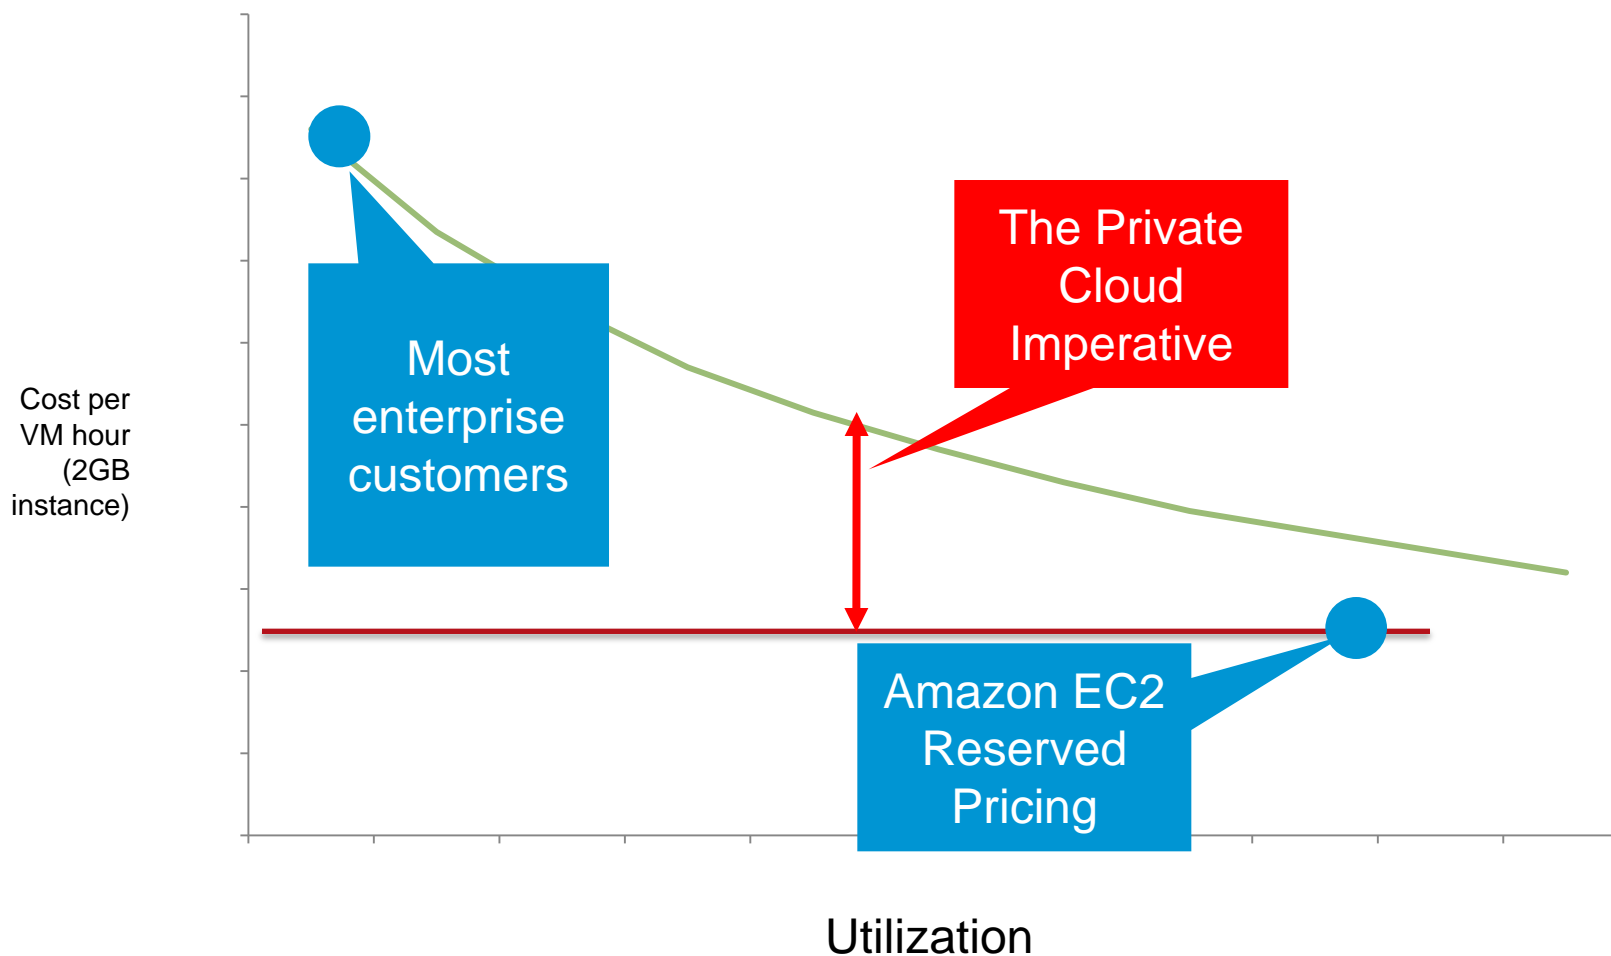 Cost per
VM hour
(2GB
instance)
Most
enterprise
customers
The Private
Cloud
Imperative
Amazon EC2
Reserved
Pricing
Utilization